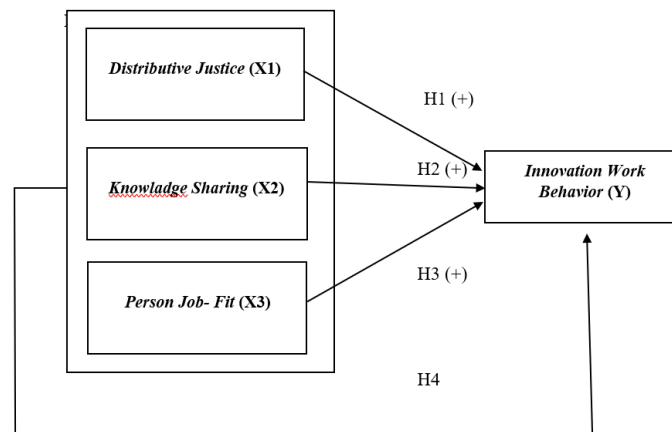 Distributive Justice (X1)
H1 (+)
H2 (+)
Innovation Work
Behavior (Y)
Knowladge Sharing (X2)
H3 (+)
Person Job- Fit (X3)
H4